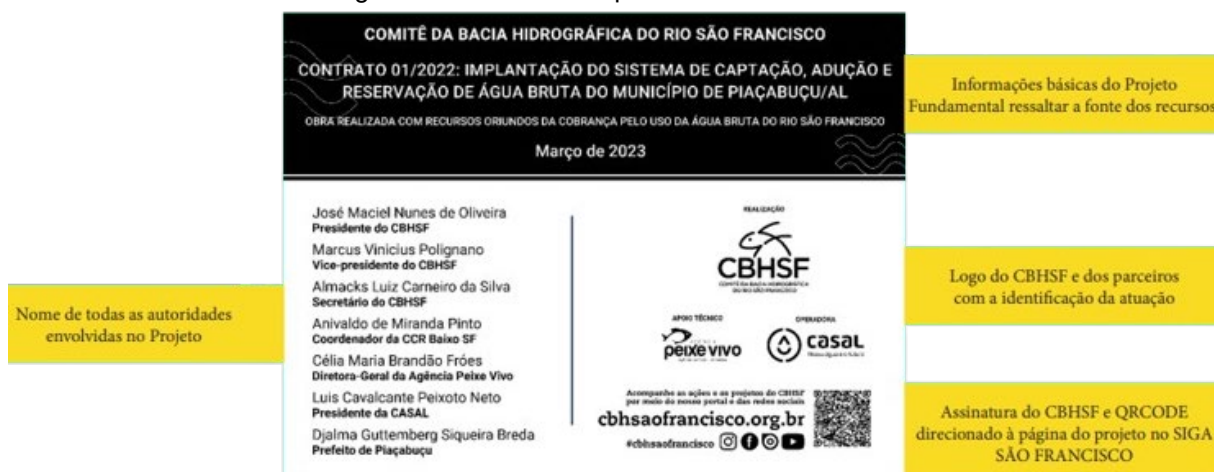 COMITÊ DA BACIA HIDROGRÁFICA DO RIO SÃO FRANCISCO
CONTRATO 01/2022: IMPLANTAÇÃO DO SISTEMA DE CAPTAÇÃO, ADUÇÃO E
RESERVAÇÃO DE ÁGUA BRUTA DO MUNICÍPIO DE PIAÇABUÇU/AL
OBRA REALIZADA COM RECURSOS ORIUNDOS DA COBRANÇA PELO USO DA ÁGUA BRUTA DO RIO SÃO FRANCISCO
Março de 2023
Informações básicas do Projeto
Fundamental ressaltar a fonte dos recursos
Nome de todas as autoridades
envolvidas no Projeto
José Maciel Nunes de Oliveira
Presidente do CBHSF
Marcus Vinicius Polignano
Vice-presidente do CBHSF
Almacks Luiz Carneiro da Silva
Secretário do CBHSF
Anivaldo de Miranda Pinto
Coordenador da CCR Baixo SF
Célia Maria Brandão Fróes
Diretora-Geral da Agência Peixe Vivo
Luis Cavalcante Peixoto Neto
Presidente da CASAL
Djalma Guttemberg Siqueira Breda
Prefeito de Piaçabuçu
REALIZAÇÃO
CBHSF
COMITÊ DA BACIA HIDROGRÁFICA
DO RIO SÃO FRANCISCO
APOIO TÉCNICO
peixe vivo
OPERADORA
casal
Acompanhe as ações e os projetos do CBHSF
por meio do nosso portal e das redes sociais
cbhsaofrancisco.org.br
#cbhsaofrancisco
Logo do CBHSF e dos parceiros
com a identificação da atuação
Assinatura do CBHSF e QRCODE
direcionado à página do projeto no SIGA
SÃO FRANCISCO